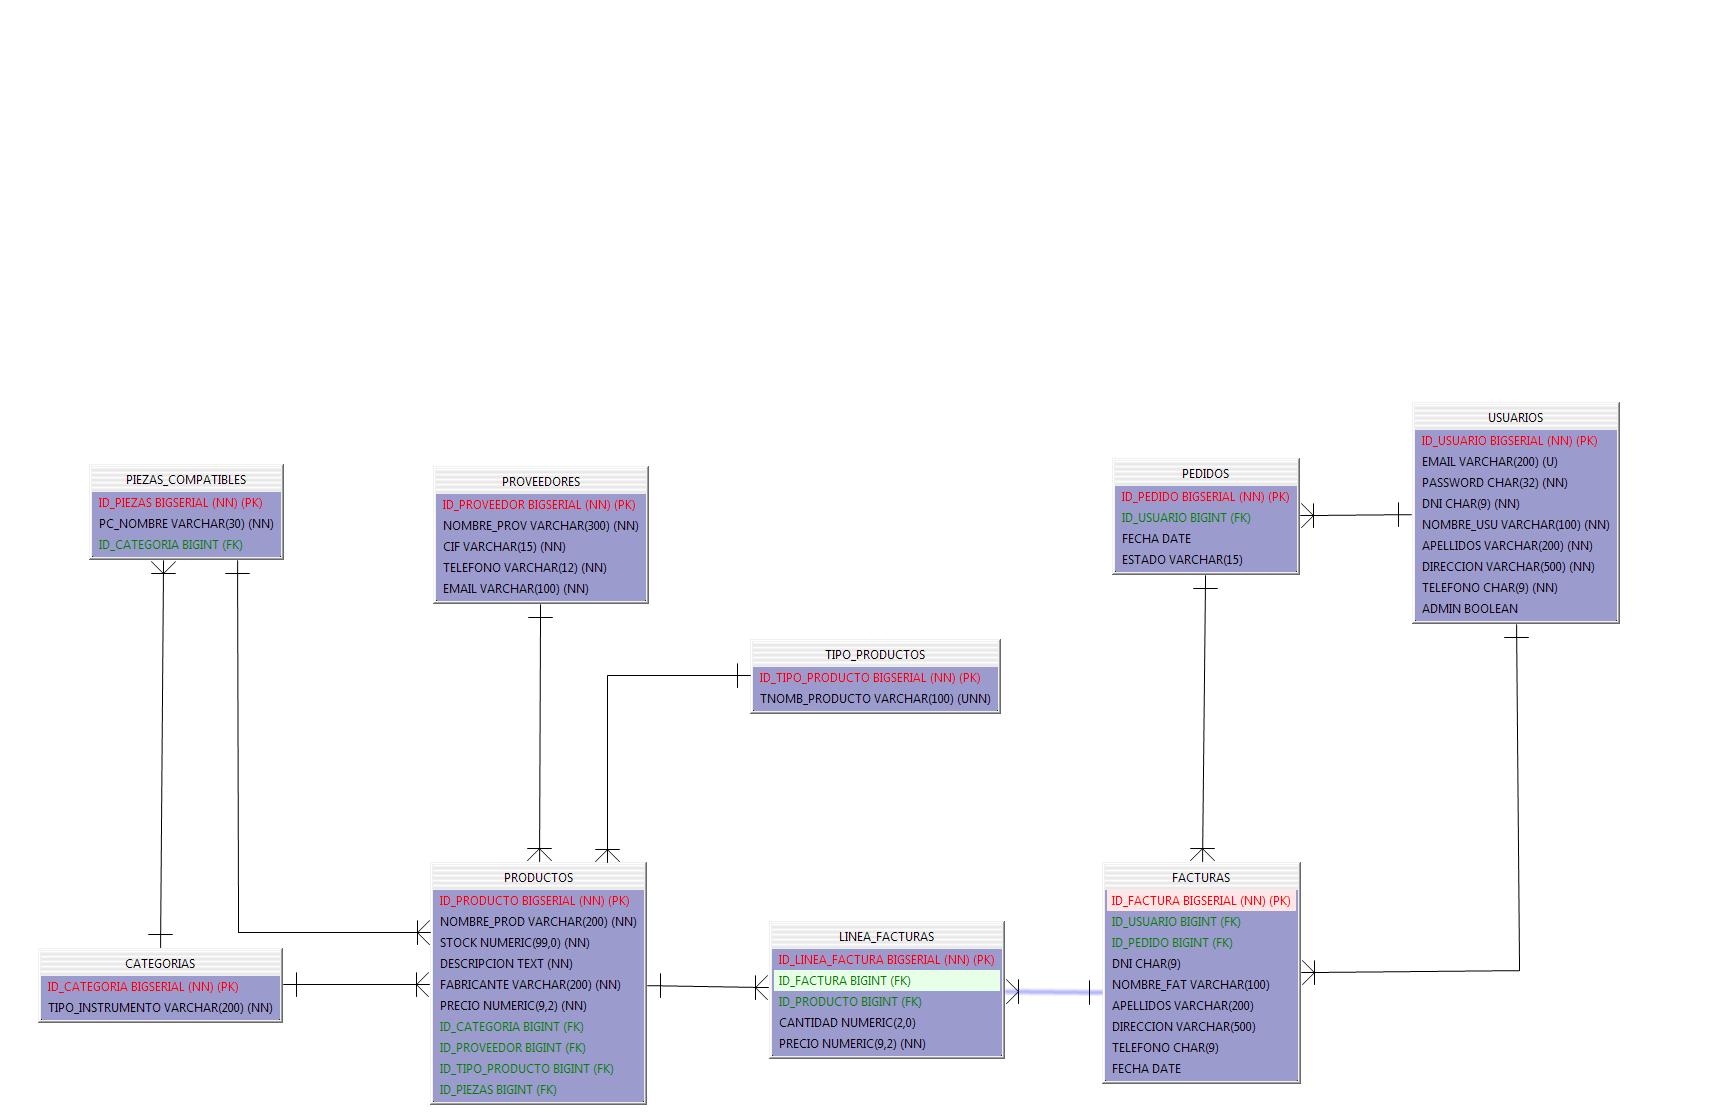 PIEZAS_COMPATIBLES
ID_PIEZAS BIGSERIAL (NN) (PK)
PC_NOMBRE VARCHAR(30) (NN)
ID_CATEGORIA BIGINT (FK)
PROVEEDORES
ID_PROVEEDOR BIGSERIAL (NN) (PK)
NOMBRE_PROV VARCHAR(300) (NN)
CIF VARCHAR(15) (NN)
TELEFONO VARCHAR(12) (NN)
EMAIL VARCHAR(100) (NN)
TIPO_PRODUCTOS
ID_TIPO_PRODUCTO BIGSERIAL (NN) (PK)
TNOMB_PRODUCTO VARCHAR(100) (UNN)
PEDIDOS
ID_PEDIDO BIGSERIAL (NN) (PK)
ID_USUARIO BIGINT (FK)
FECHA DATE
ESTADO VARCHAR(15)
USUARIOS
ID_USUARIO BIGSERIAL (NN) (PK)
EMAIL VARCHAR(200) (U)
PASSWORD CHAR(32) (NN)
DNI CHAR(9) (NN)
NOMBRE_USU VARCHAR(100) (NN)
APELLIDOS VARCHAR(200) (NN)
DIRECCION VARCHAR(500) (NN)
TELEFONO CHAR(9) (NN)
ADMIN BOOLEAN
CATEGORIAS
ID_CATEGORIA BIGSERIAL (NN) (PK)
TIPO_INSTRUMENTO VARCHAR(200) (NN)
PRODUCTOS
ID_PRODUCTO BIGSERIAL (NN) (PK)
NOMBRE_PROD VARCHAR(200) (NN)
STOCK NUMERIC(99,0) (NN)
DESCRIPCION TEXT (NN)
FABRICANTE VARCHAR(200) (NN)
PRECIO NUMERIC(9,2) (NN)
ID_CATEGORIA BIGINT (FK)
ID_PROVEEDOR BIGINT (FK)
ID_TIPO_PRODUCTO BIGINT (FK)
ID_PIEZAS BIGINT (FK)
LINEA_FACTURAS
ID_LINEA_FACTURA BIGSERIAL (NN) (PK)
ID_FACTURA BIGINT (FK)
ID_PRODUCTO BIGINT (FK)
CANTIDAD NUMERIC(2,0)
PRECIO NUMERIC(9,2) (NN)
FACTURAS
ID_FACTURA BIGSERIAL (NN) (PK)
ID_USUARIO BIGINT (FK)
ID_PEDIDO BIGINT (FK)
DNI CHAR(9)
NOMBRE_FAT VARCHAR(100)
APELLIDOS VARCHAR(200)
DIRECCION VARCHAR(500)
TELEFONO CHAR(9)
FECHA DATE